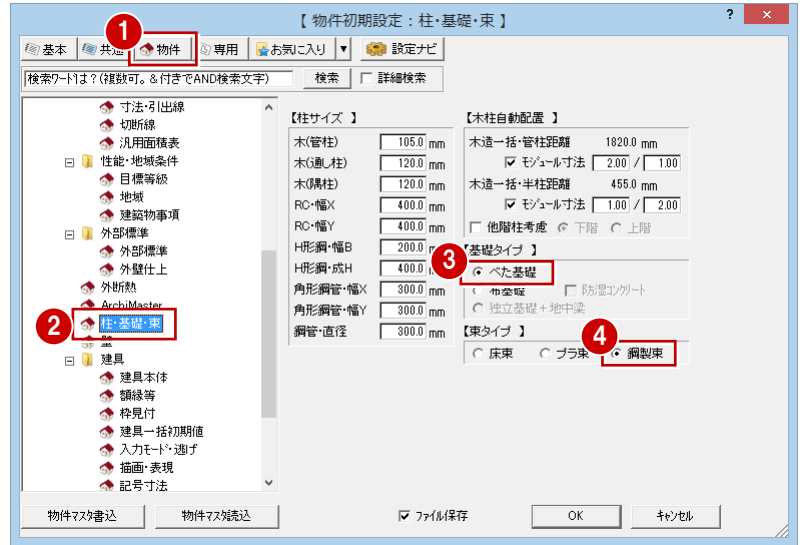 【 物件初期設定：柱・基礎・束 】
?
×
1
基本
共通
物件
専用
お気に入り
▼
設定ナビ
検索ワードは？(複数可。＆付きでAND検索文字)
検索
詳細検索
寸法・引出線
切断線
汎用面積表
性能・地域条件
目標等級
地域
建築物事項
外部標準
外部標準
外壁仕上
外断熱
ArchiMaster
2
柱・基礎・束
壁
建具
建具本体
額縁等
枠見付
建具一括初期値
入力モード・逃げ
描画・表現
記号寸法
【柱サイズ 】
木(管柱) 105.0 mm
木(通し柱) 120.0 mm
木(隅柱) 120.0 mm
RC・幅X 400.0 mm
RC・幅Y 400.0 mm
H形鋼・幅B 200.0
H形鋼・成H 400.0
角形鋼管・幅X 300.0 mm
角形鋼管・幅Y 300.0 mm
鋼管・直径 300.0 mm
【木柱自動配置 】
木造一括・管柱距離 1820.0 mm
モジュール寸法 2.00 / 1.00
木造一括・半柱距離 455.0 mm
モジュール寸法 1.00 / 2.00
他階柱考慮 下階 上階
【基礎タイプ 】
3
べた基礎
布基礎 防湿コンクリート
独立基礎＋地中梁
【束タイプ 】
4
床束 プラ束 鋼製束
物件マスタ書込
物件マスタ読込
ファイル保存
OK
キャンセル